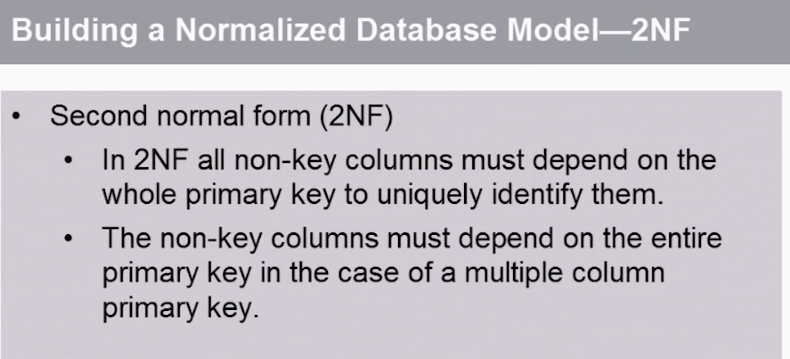 Building a Normalized Database Model—2NF
• Second normal form (2NF)
• In 2NF all non-key columns must depend on the
whole primary key to uniquely identify them.
• The non-key columns must depend on the entire
primary key in the case of a multiple column
primary key.